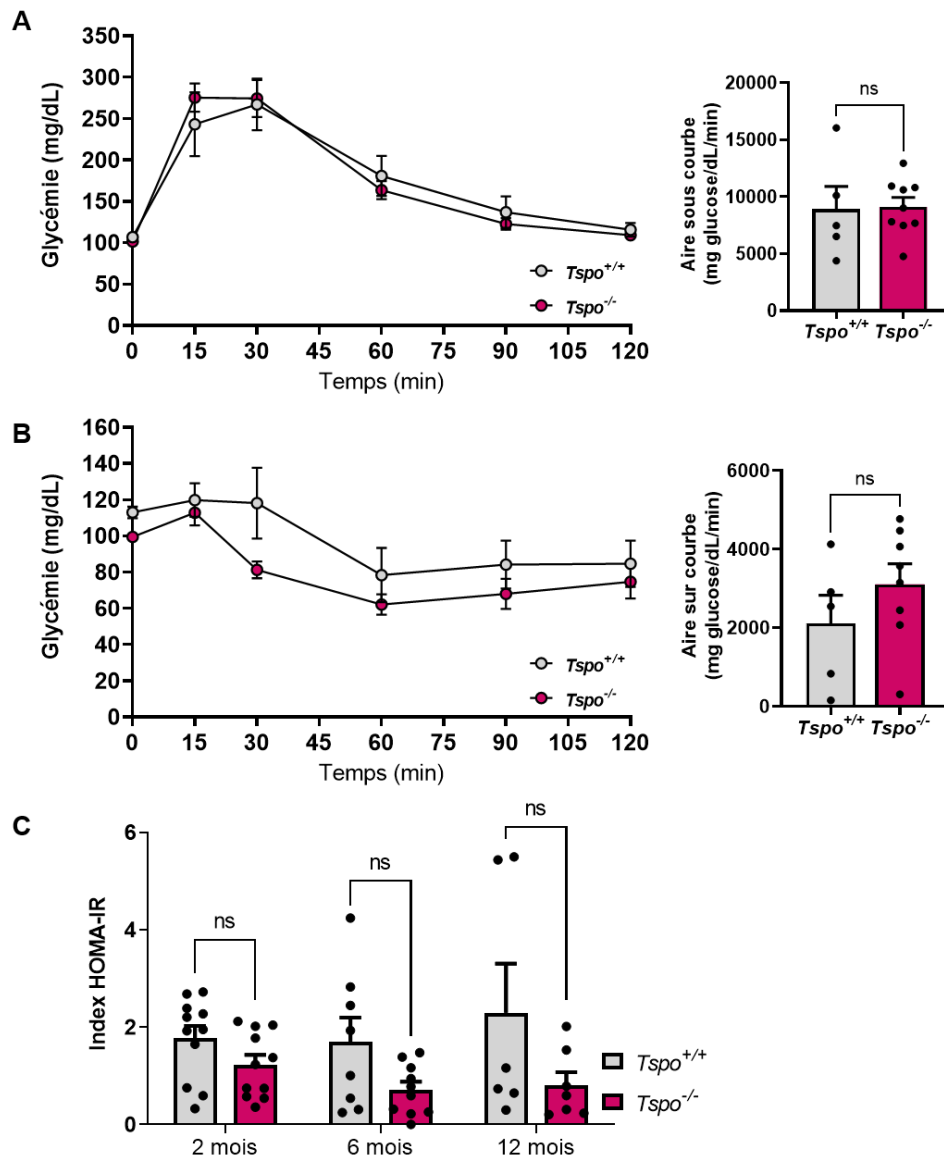 A
Glycémie (mg/dL)
350
300
250
200
150
100
50
0
0 15 30 45 60 75 90 105 120
Temps (min)
Tspo+/+
Tspo-/-
Aire sous courbe
(mg glucose/dL/min)
20000
15000
10000
5000
0
ns
Tspo+/+ Tspo-/-
B
Glycémie (mg/dL)
160
140
120
100
80
60
40
20
0
0 15 30 45 60 75 90 105 120
Temps (min)
Tspo+/+
Tspo-/-
Aire sur courbe
(mg glucose/dL/min)
6000
4000
2000
0
ns
Tspo+/+ Tspo-/-
C
Index HOMA-IR
6
4
2
0
ns
ns
ns
2 mois 6 mois 12 mois
Tspo+/+
Tspo-/-